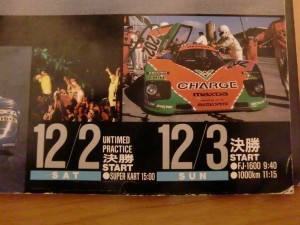 202
CHARGE
mazda
12/2
SAT
UNTIMED
PRACTICE
決勝
START
●SUPER KART 15:00
12/3
SUN
決勝
START
●FJ-1600 9:40
●1000km 11:15